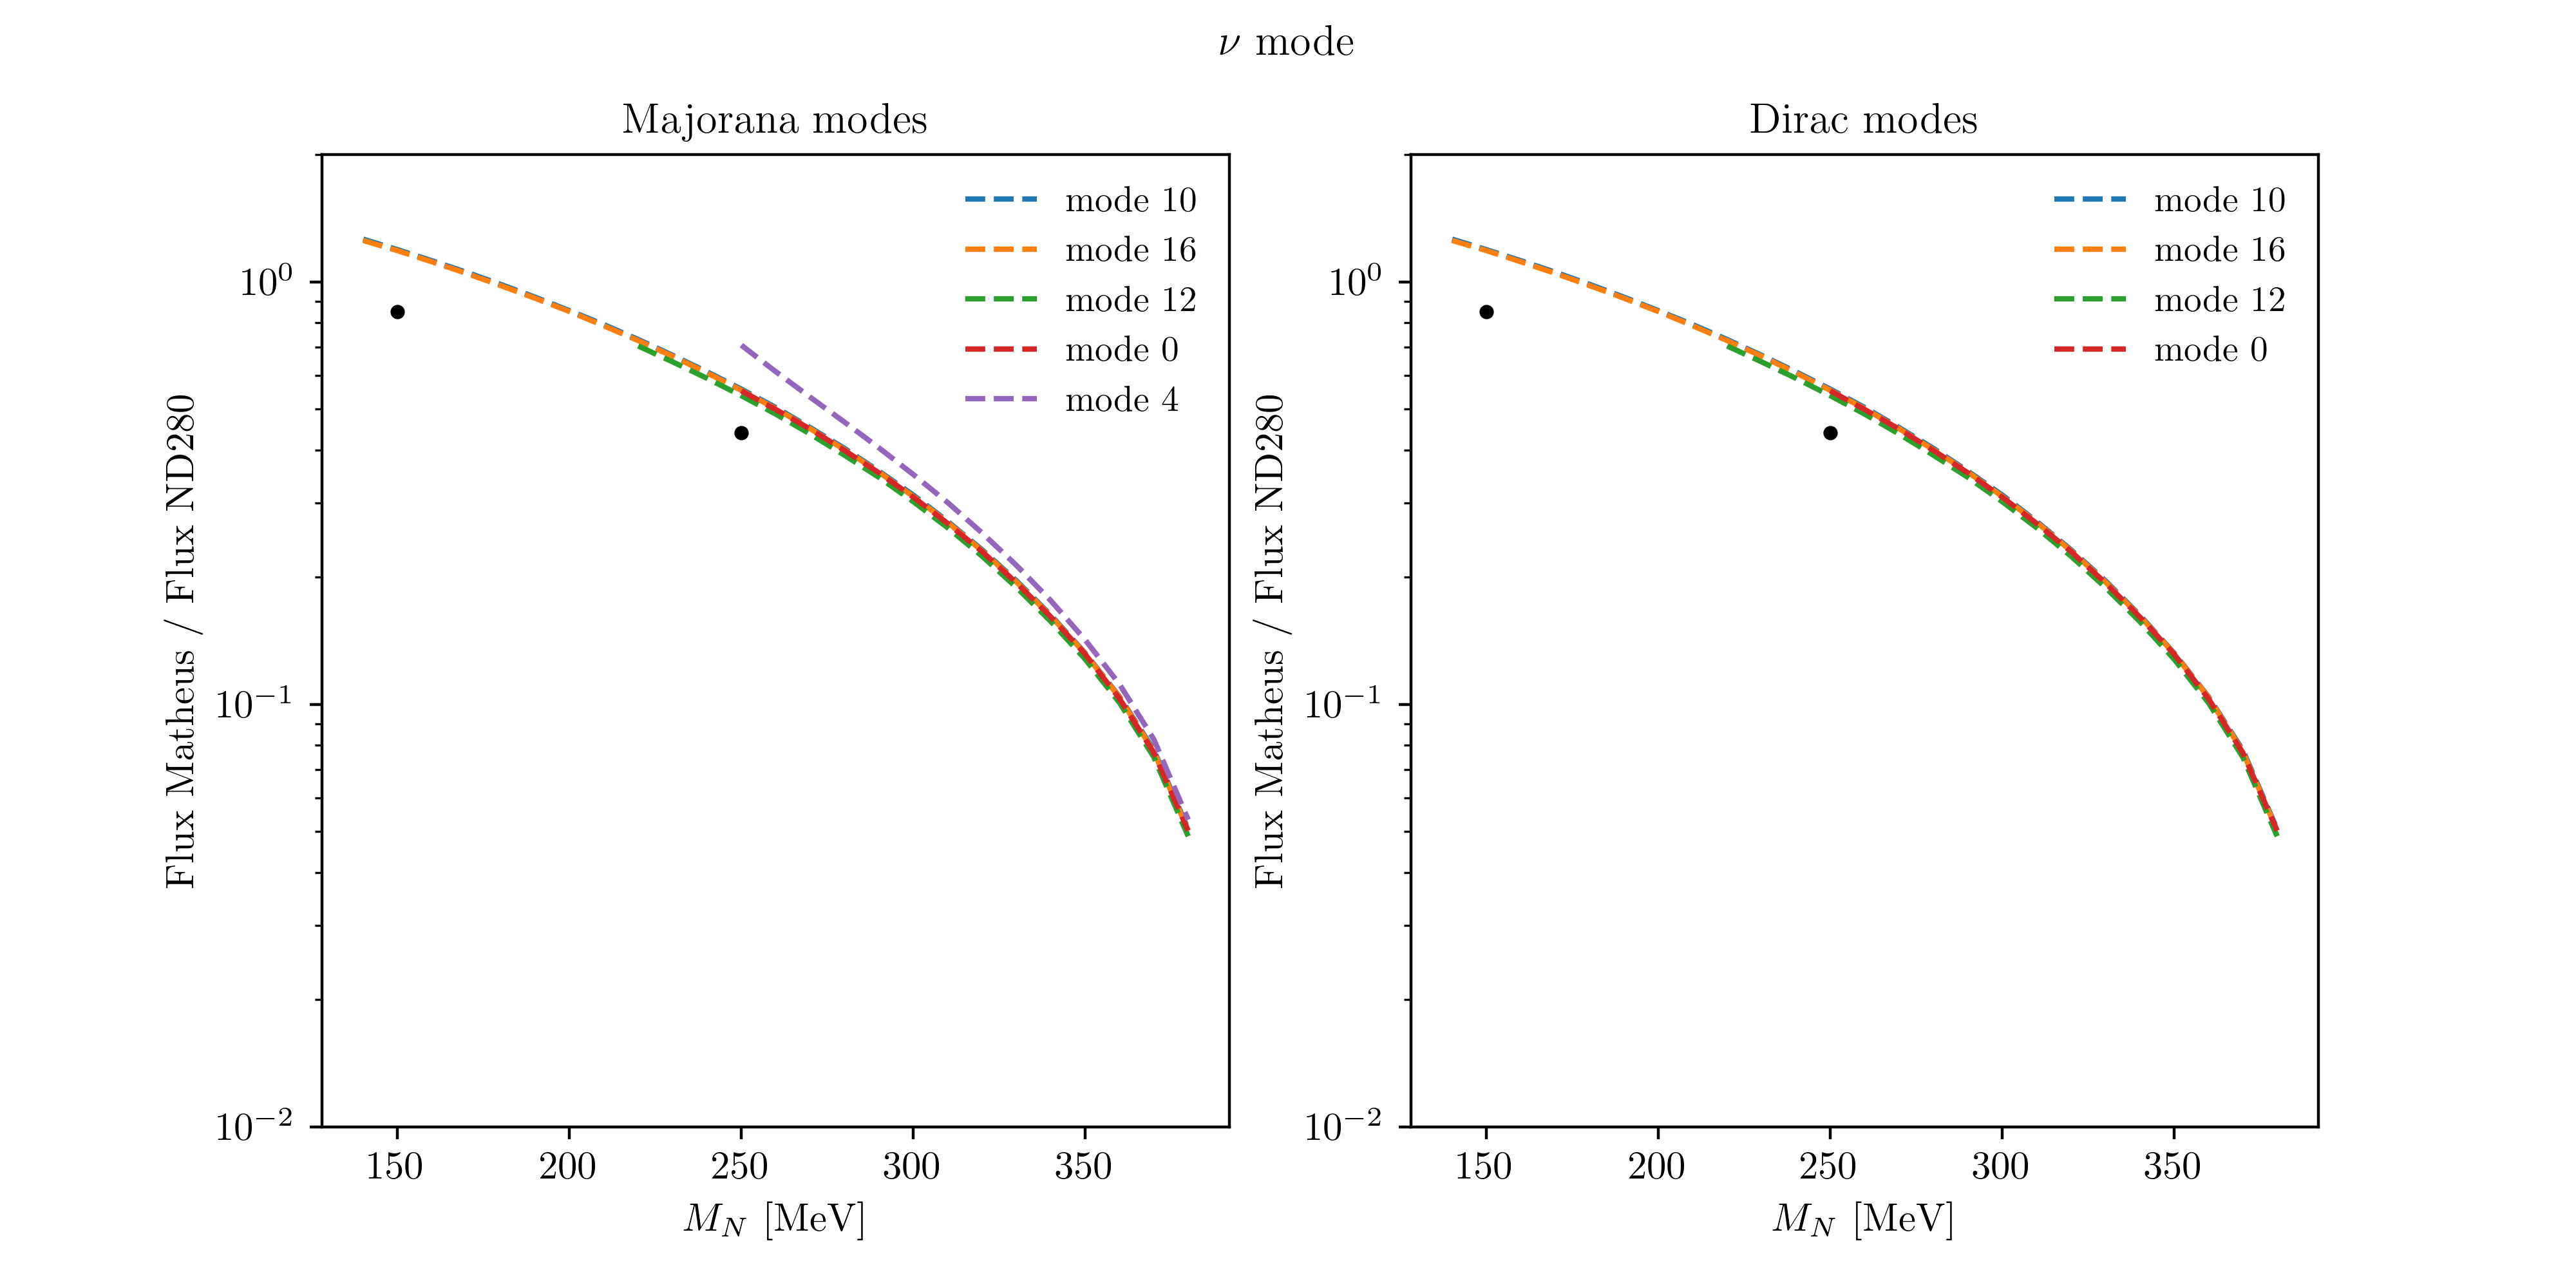 ν mode
Majorana modes
Flux Matheus / Flux ND280
10⁰
10⁻¹
10⁻²
150 200 250 300 350
M_N [MeV]
mode 10
mode 16
mode 12
mode 0
mode 4
Dirac modes
Flux Matheus / Flux ND280
10⁰
10⁻¹
10⁻²
150 200 250 300 350
M_N [MeV]
mode 10
mode 16
mode 12
mode 0